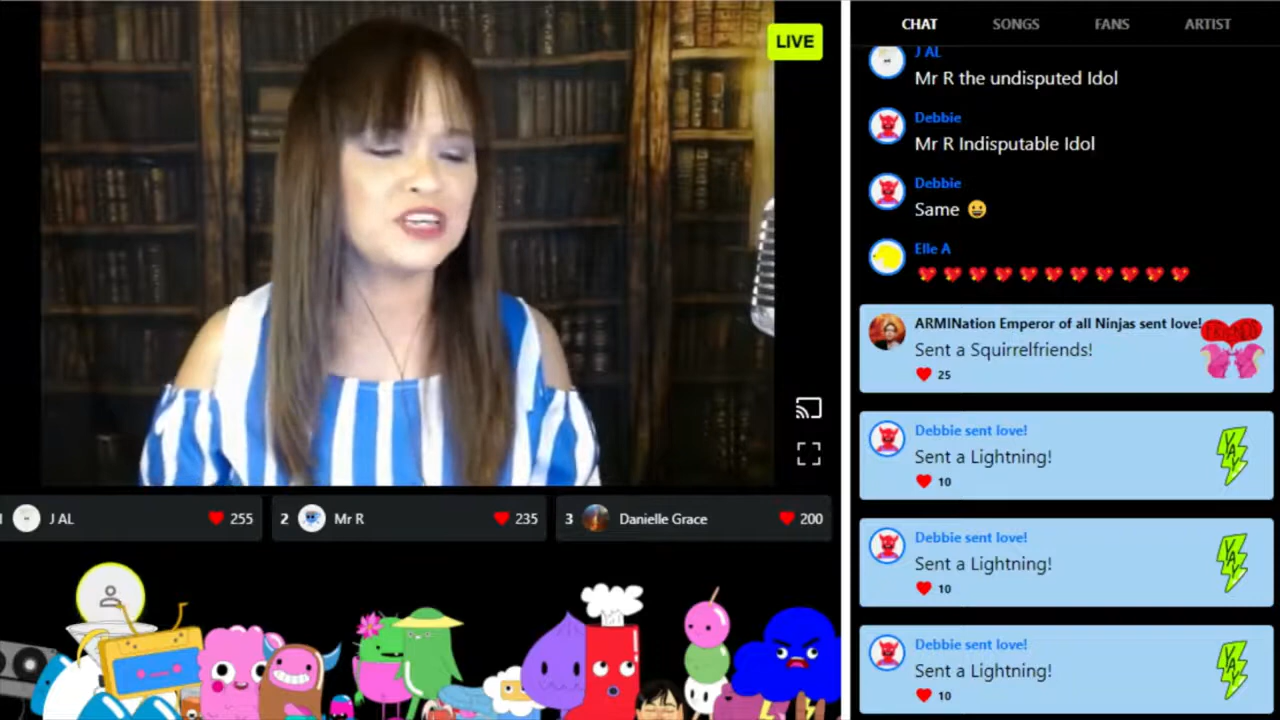 LIVE
J AL
255
2
Mr R
235
3
Danielle Grace
200
CHAT
SONGS
FANS
ARTIST
J AL
Mr R the undisputed Idol
Debbie
Mr R Indisputable Idol
Debbie
Same
Elle A
ARMINation Emperor of all Ninjas sent love!
Sent a Squirrelfriends!
25
Debbie sent love!
Sent a Lightning!
10
Debbie sent love!
Sent a Lightning!
10
Debbie sent love!
Sent a Lightning!
10